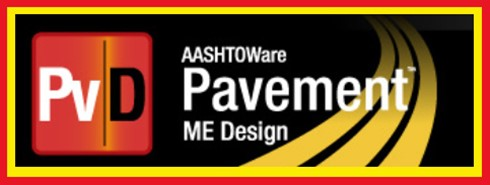 PvD
AASHTOWare
Pavement™
ME Design